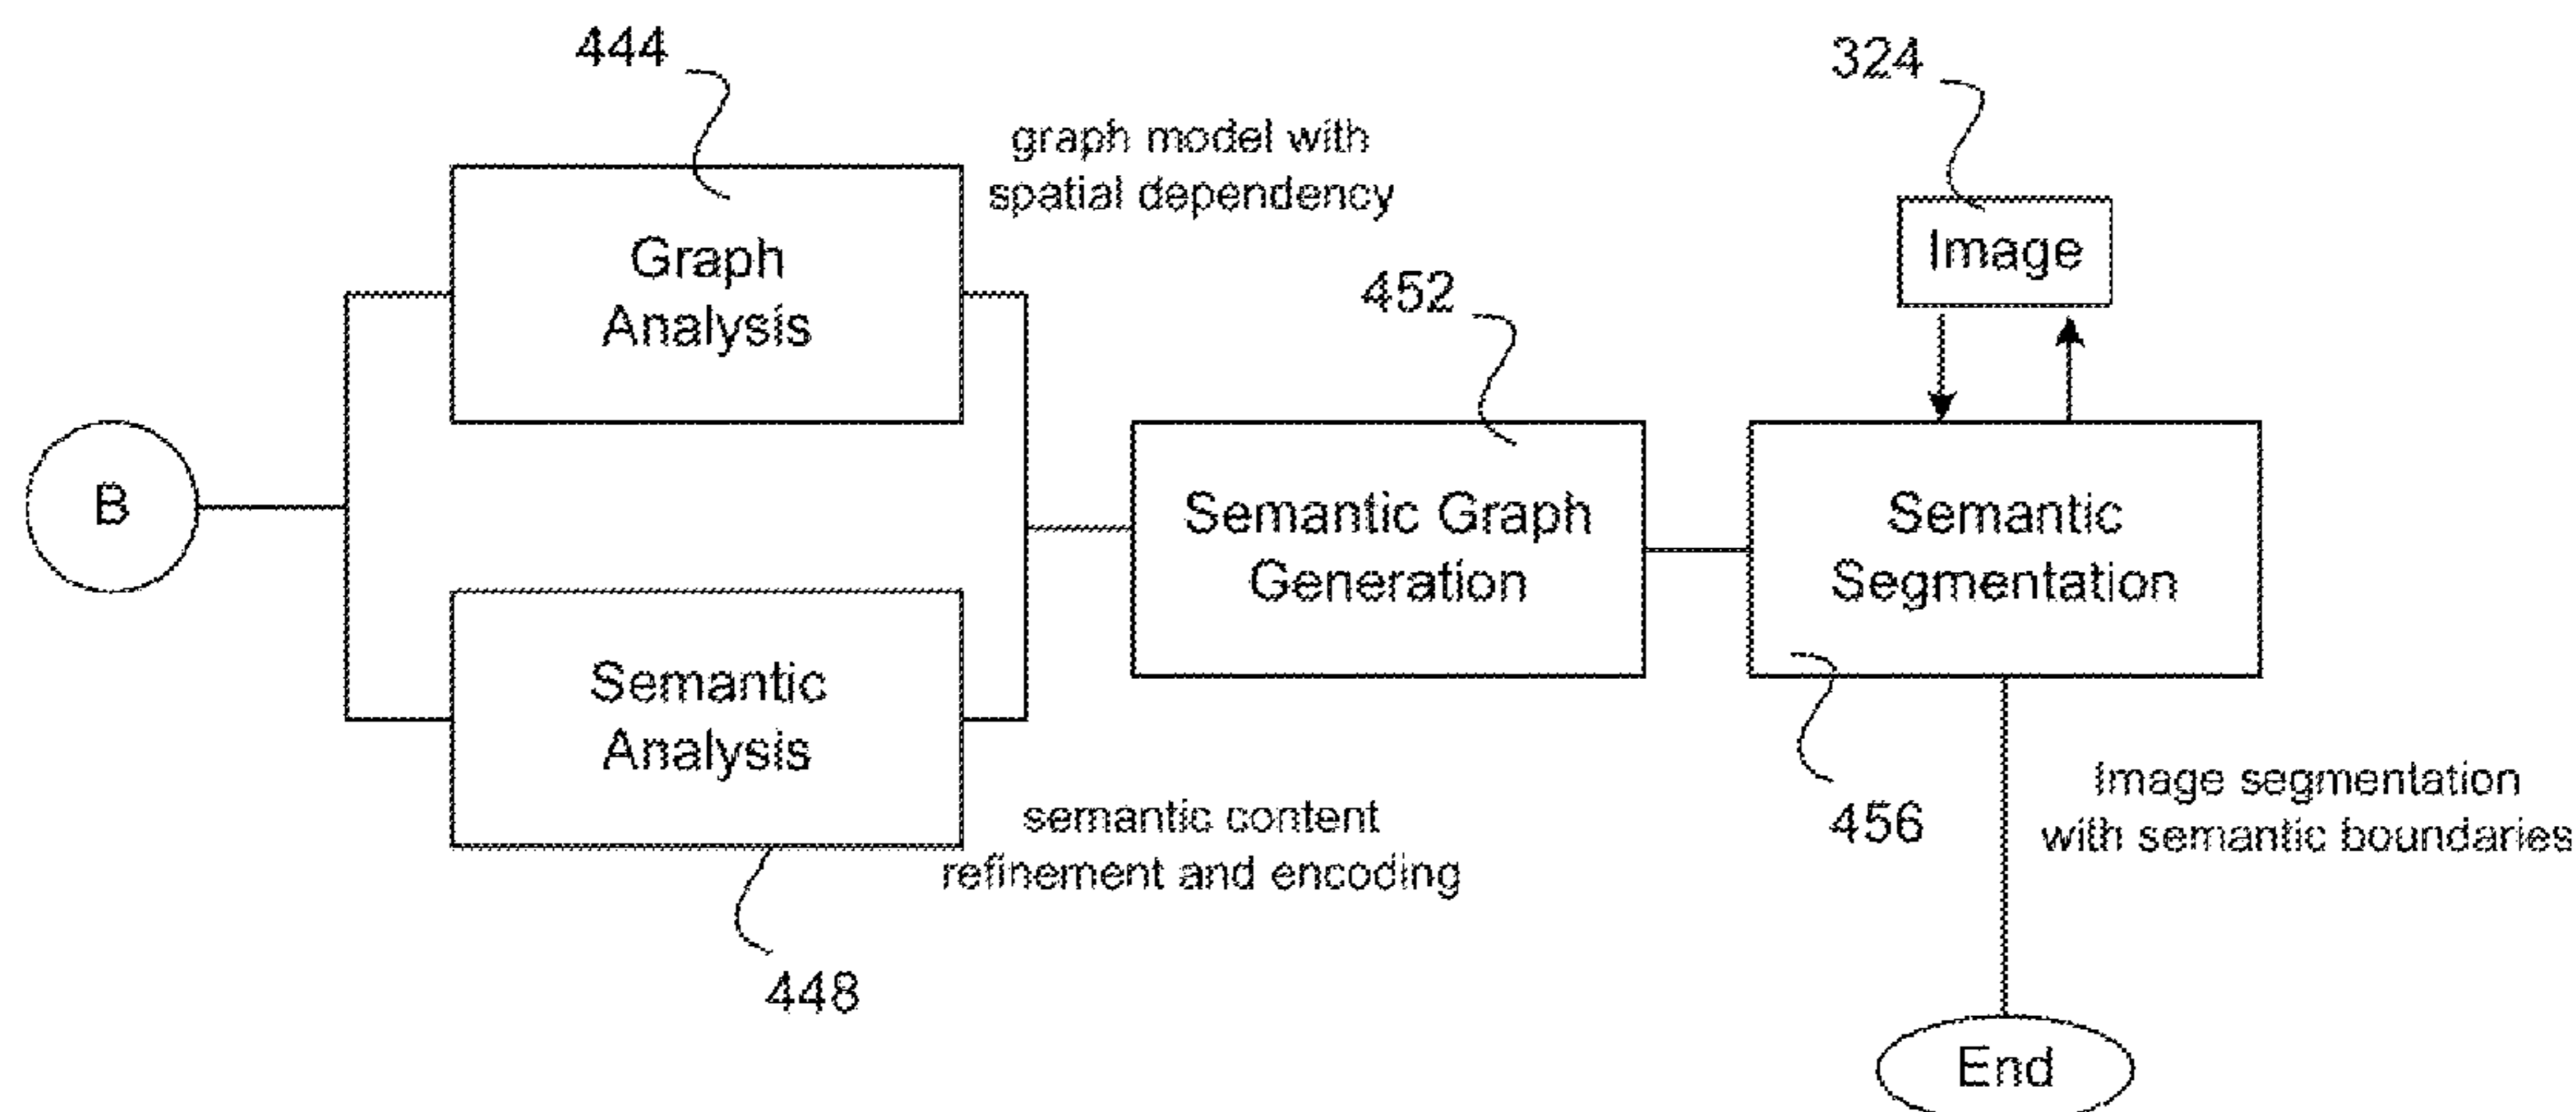 444
324
graph model with
spatial dependency
Graph
Analysis
Image
452
B
Semantic Graph
Generation
Semantic
Segmentation
Semantic
Analysis
semantic content
refinement and encoding
456
Image segmentation
with semantic boundaries
448
End